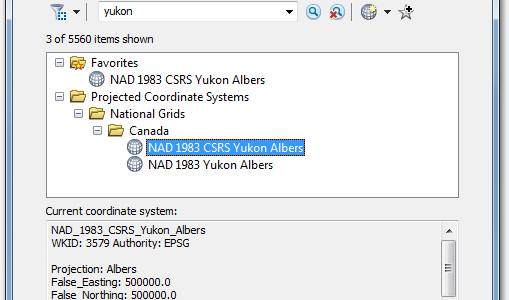 yukon
3 of 5560 items shown
Favorites
NAD 1983 CSRS Yukon Albers
Projected Coordinate Systems
National Grids
Canada
NAD 1983 CSRS Yukon Albers
NAD 1983 Yukon Albers
Current coordinate system:
NAD_1983_CSRS_Yukon_Albers
WKID: 3579 Authority: EPSG
Projection: Albers
False_Easting: 500000.0
False_Northing: 500000.0